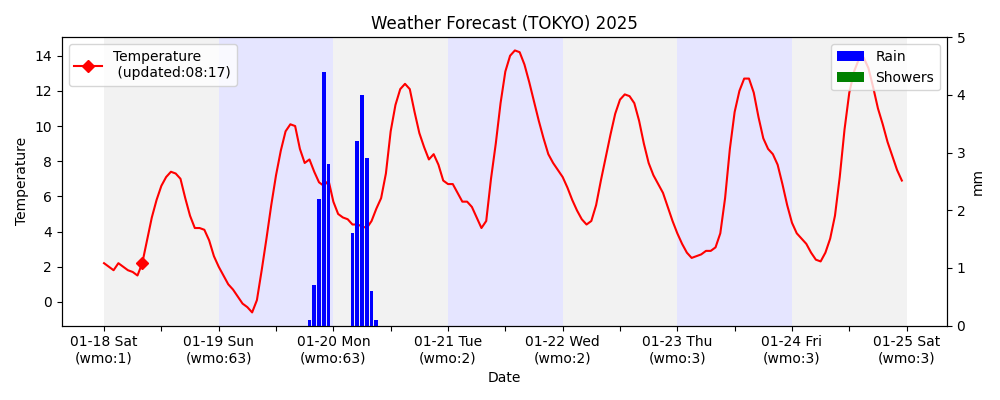 Weather Forecast (TOKYO) 2025
Temperature
(updated:08:17)
Rain
Showers
14
12
10
8
6
4
2
0
Temperature
5
4
3
2
1
0
mm
01-18 Sat
(wmo:1)
01-19 Sun
(wmo:63)
01-20 Mon
(wmo:63)
01-21 Tue
(wmo:2)
01-22 Wed
(wmo:2)
01-23 Thu
(wmo:3)
01-24 Fri
(wmo:3)
01-25 Sat
(wmo:3)
Date